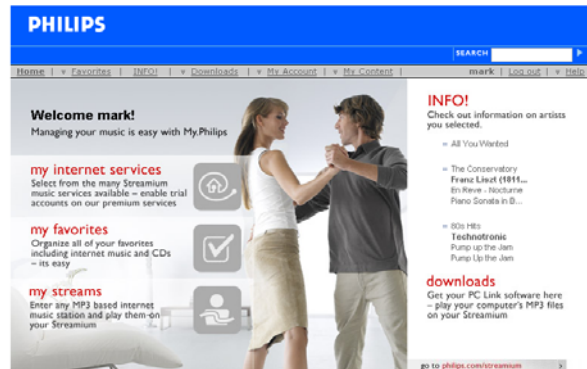 PHILIPS
SEARCH
Home | Favorites | INFO! | Downloads | My Account | My Content |
mark | Log out | Help
Welcome mark!
Managing your music is easy with My.Philips
my internet services
Select from the many Streamium
music services available – enable trial
accounts on our premium services
my favorites
Organize all of your favorites
including internet music and CDs
– its easy
my streams
Enter any MP3 based internet
music station and play them-on
your Streamium
INFO!
Check out information on artists
you selected.
All You Wanted
The Conservatory
Franz Liszt (1811...
En Reve - Nocturne
Piano Sonata in B...
80s Hits
Technotronic
Pump up the Jam
Pump Up the Jam
downloads
Get your PC Link software here
– play your computer's MP3 files
on your Streamium
go to philips.com/streamium